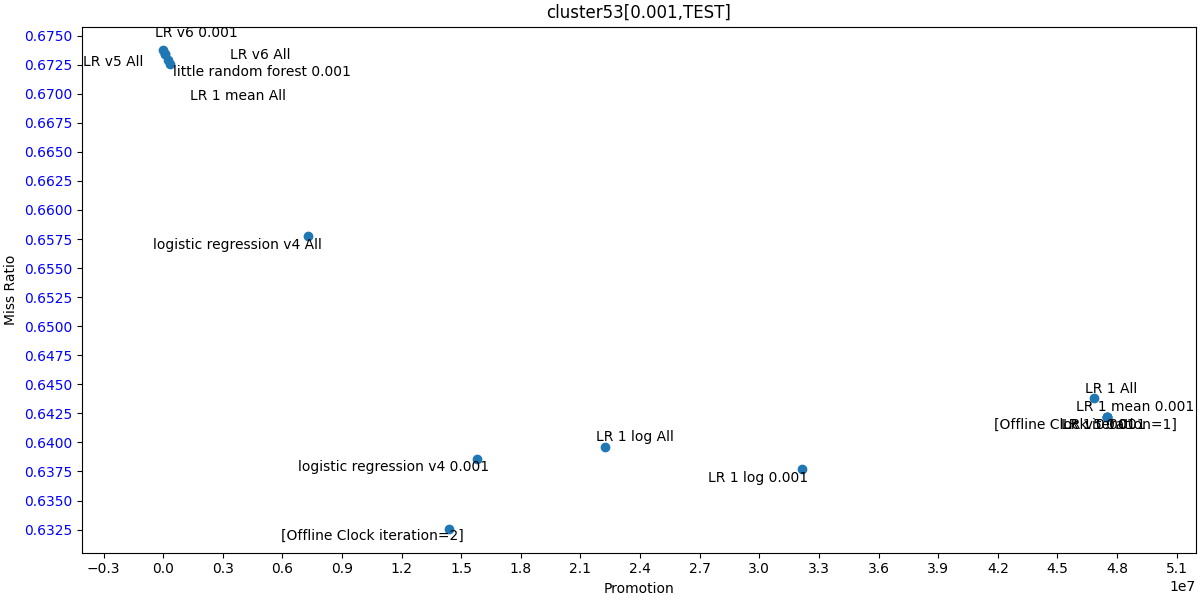 cluster53[0.001,TEST]
0.6750
0.6725
0.6700
0.6675
0.6650
0.6625
0.6600
0.6575
0.6550
0.6525
0.6500
0.6475
0.6450
0.6425
0.6400
0.6375
0.6350
0.6325
Miss Ratio
LR v6 0.001
LR v5 All
LR v6 All
little random forest 0.001
LR 1 mean All
logistic regression v4 All
LR 1 All
LR 1 mean 0.001
[Offline Clock iteration=1]
LR 1 log All
logistic regression v4 0.001
LR 1 log 0.001
[Offline Clock iteration=2]
−0.3 0.0 0.3 0.6 0.9 1.2 1.5 1.8 2.1 2.4 2.7 3.0 3.3 3.6 3.9 4.2 4.5 4.8 5.1
1e7
Promotion